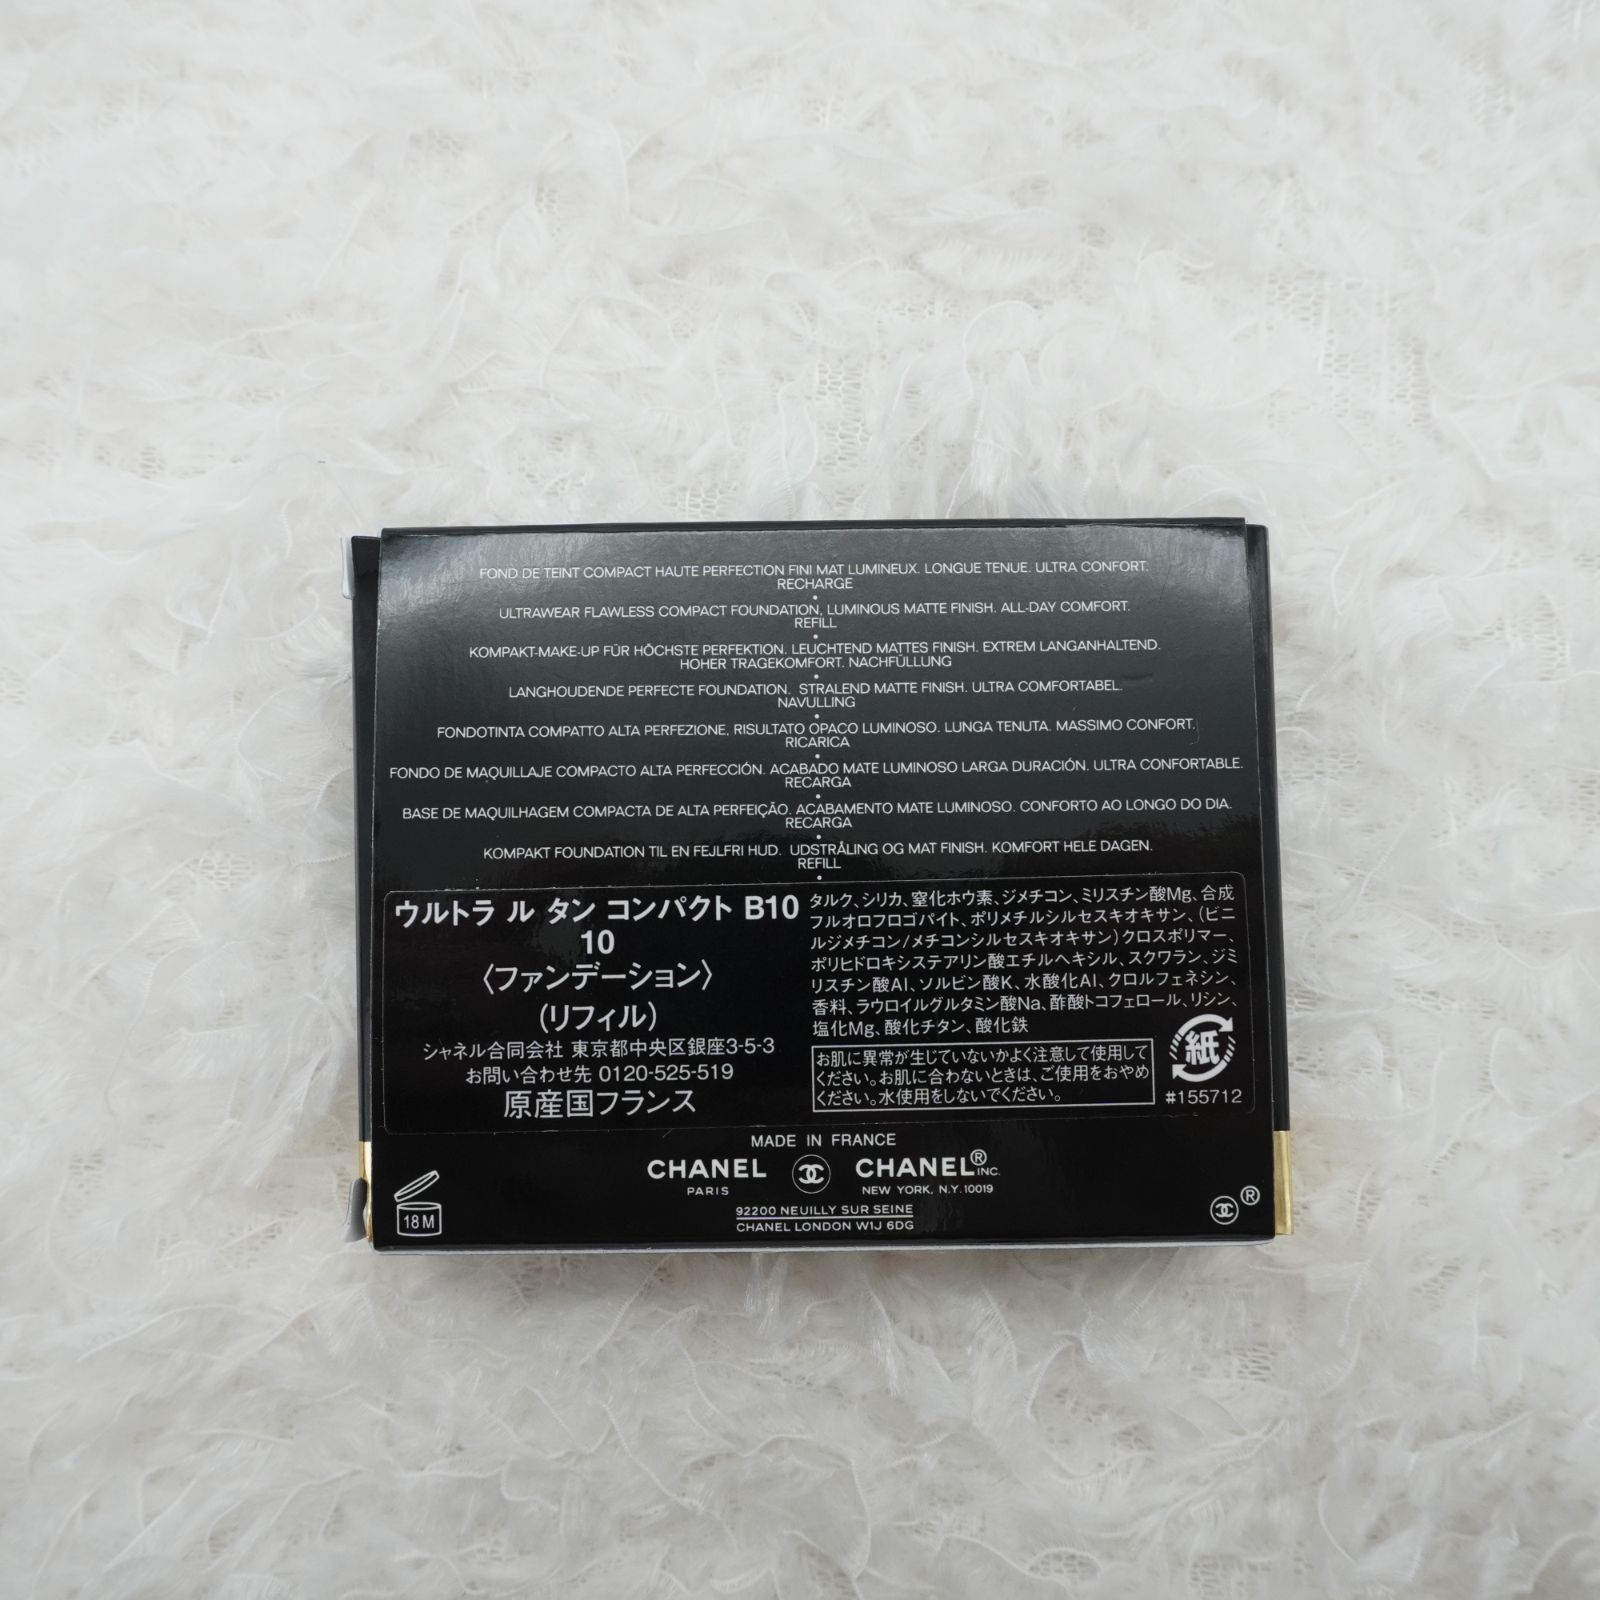 FOND DE TEINT COMPACT HAUTE PERFECTION FINI MAT LUMINEUX. LONGUE TENUE. ULTRA CONFORT.
RECHARGE
•
ULTRAWEAR FLAWLESS COMPACT FOUNDATION, LUMINOUS MATTE FINISH. ALL-DAY COMFORT.
REFILL
•
KOMPAKT-MAKE-UP FÜR HÖCHSTE PERFEKTION. LEUCHTEND MATTES FINISH. EXTREM LANGANHALTEND.
HOHER TRAGEKOMFORT. NACHFÜLLUNG
•
LANGHOUDENDE PERFECTE FOUNDATION. STRALEND MATTE FINISH. ULTRA COMFORTABEL.
NAVULLING
•
FONDOTINTA COMPATTO ALTA PERFEZIONE, RISULTATO OPACO LUMINOSO. LUNGA TENUTA. MASSIMO CONFORT.
RICARICA
•
FONDO DE MAQUILLAJE COMPACTO ALTA PERFECCIÓN. ACABADO MATE LUMINOSO LARGA DURACIÓN. ULTRA CONFORTABLE.
RECARGA
•
BASE DE MAQUILHAGEM COMPACTA DE ALTA PERFEIÇÃO. ACABAMENTO MATE LUMINOSO. CONFORTO AO LONGO DO DIA.
RECARGA
•
KOMPAKT FOUNDATION TIL EN FEJLFRI HUD. UDSTRÅLING OG MAT FINISH. KOMFORT HELE DAGEN.
REFILL
•
ウルトラ ル タン コンパクト B10
10
〈ファンデーション〉
(リフィル)
シャネル合同会社 東京都中央区銀座3-5-3
お問い合わせ先 0120-525-519
原産国フランス
タルク、シリカ、窒化ホウ素、ジメチコン、ミリスチン酸Mg、合成
フルオロフロゴパイト、ポリメチルシルセスキオキサン、(ビニ
ルジメチコン/メチコンシルセスキオキサン)クロスポリマー、
ポリヒドロキシステアリン酸エチルヘキシル、スクワラン、ジミ
リスチン酸Al、ソルビン酸K、水酸化Al、クロルフェネシン、
香料、ラウロイルグルタミン酸Na、酢酸トコフェロール、リシン、
塩化Mg、酸化チタン、酸化鉄
お肌に異常が生じていないかよく注意して使用して
ください。お肌に合わないときは、ご使用をおやめ
ください。水使用をしないでください。
紙
#155712
MADE IN FRANCE
CHANEL CHANEL® INC.
PARIS NEW YORK, N.Y. 10019
92200 NEUILLY SUR SEINE
CHANEL LONDON W1J 6DG
18 M
®